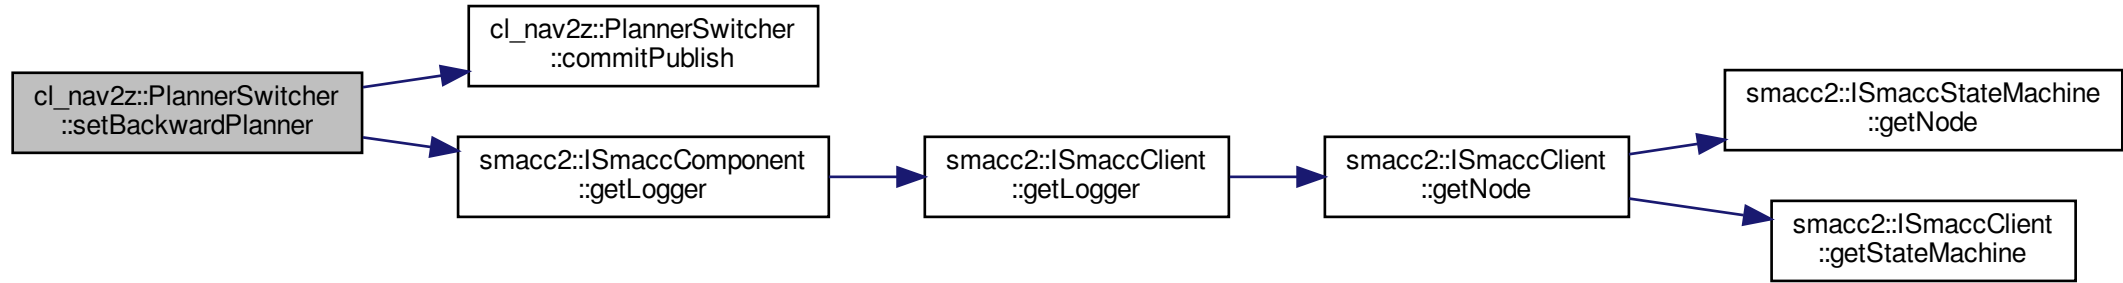 cl_nav2z::PlannerSwitcher
::setBackwardPlanner
cl_nav2z::PlannerSwitcher
::commitPublish
smacc2::ISmaccComponent
::getLogger
smacc2::ISmaccClient
::getLogger
smacc2::ISmaccClient
::getNode
smacc2::ISmaccStateMachine
::getNode
smacc2::ISmaccClient
::getStateMachine